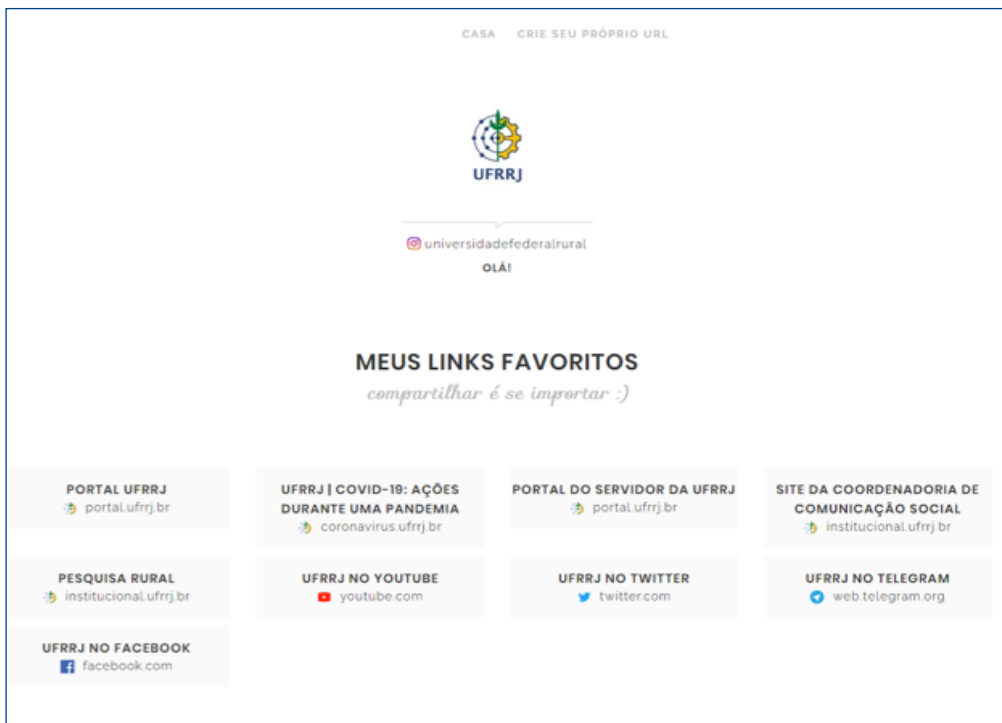 CASA CRIE SEU PRÓPRIO URL
UFRRJ
universidadefederalrural
OLÁ!
MEUS LINKS FAVORITOS
compartilhar é se importar :)
PORTAL UFRRJ
portal.ufrrj.br
UFRRJ | COVID-19: AÇÕES
DURANTE UMA PANDEMIA
coronavirus.ufrrj.br
PORTAL DO SERVIDOR DA UFRRJ
portal.ufrrj.br
SITE DA COORDENADORIA DE
COMUNICAÇÃO SOCIAL
institucional.ufrrj.br
PESQUISA RURAL
institucional.ufrrj.br
UFRRJ NO YOUTUBE
youtube.com
UFRRJ NO TWITTER
twitter.com
UFRRJ NO TELEGRAM
web.telegram.org
UFRRJ NO FACEBOOK
facebook.com